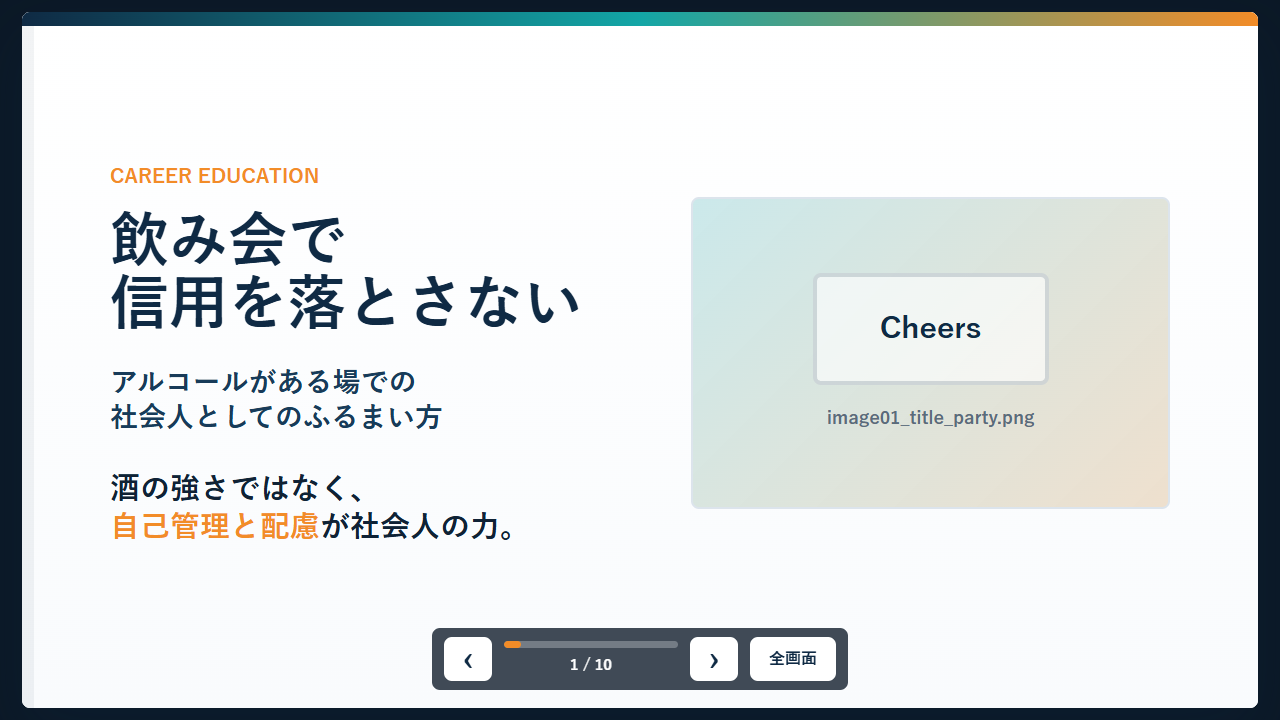 CAREER EDUCATION
飲み会で
信用を落とさない
アルコールがある場での
社会人としてのふるまい方
酒の強さではなく、
自己管理と配慮が社会人の力。
Cheers
image01_title_party.png
‹
1 / 10
›
全画面